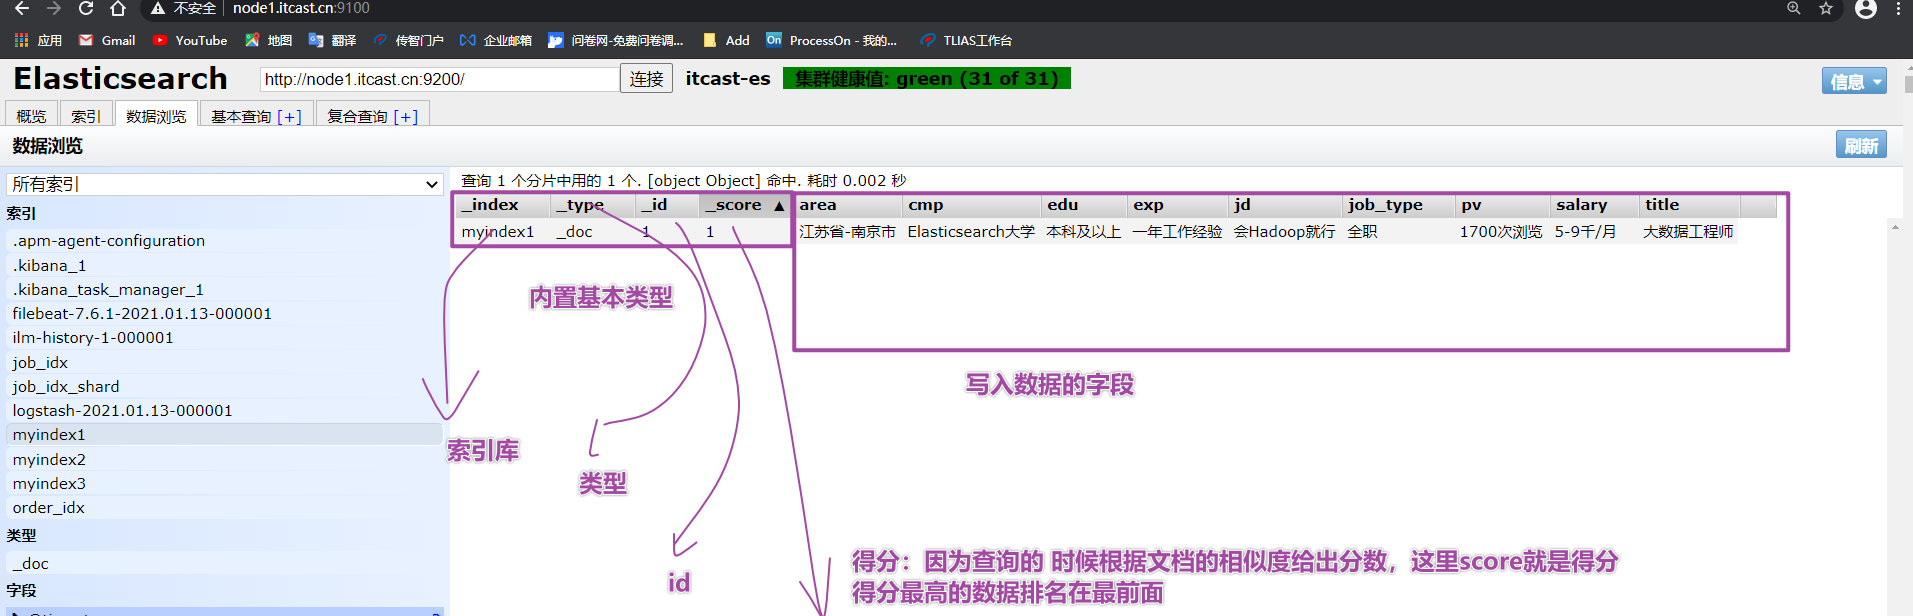 不安全 node1.itcast.cn:9100
应用 Gmail YouTube 地图 翻译 传智门户 企业邮箱 问卷网-免费问卷调... Add ProcessOn - 我的... TLIAS工作台
Elasticsearch http://node1.itcast.cn:9200/ 连接 itcast-es 集群健康值: green (31 of 31) 信息
概览 索引 数据浏览 基本查询 [+] 复合查询 [+]
数据浏览 刷新
所有索引
查询 1 个分片中用的 1 个. [object Object] 命中. 耗时 0.002 秒
_index _type _id _score ▲ area cmp edu exp jd job_type pv salary title
myindex1 _doc 1 1 江苏省-南京市 Elasticsearch大学 本科及以上 一年工作经验 会Hadoop就行 全职 1700次浏览 5-9千/月 大数据工程师
索引
.apm-agent-configuration
.kibana_1
.kibana_task_manager_1
filebeat-7.6.1-2021.01.13-000001
ilm-history-1-000001
job_idx
job_idx_shard
logstash-2021.01.13-000001
myindex1
myindex2
myindex3
order_idx
类型
_doc
字段
内置基本类型
写入数据的字段
索引库
类型
id
得分：因为查询的 时候根据文档的相似度给出分数，这里score就是得分
得分最高的数据排名在最前面